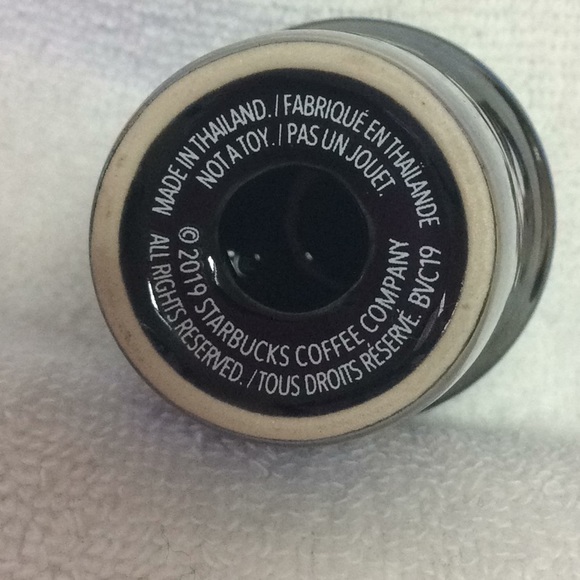 MADE IN THAILAND. / FABRIQUÉ EN THAÏLANDE
NOT A TOY. / PAS UN JOUET.
© 2019 STARBUCKS COFFEE COMPANY
ALL RIGHTS RESERVED. / TOUS DROITS RÉSERVÉ. BVC19